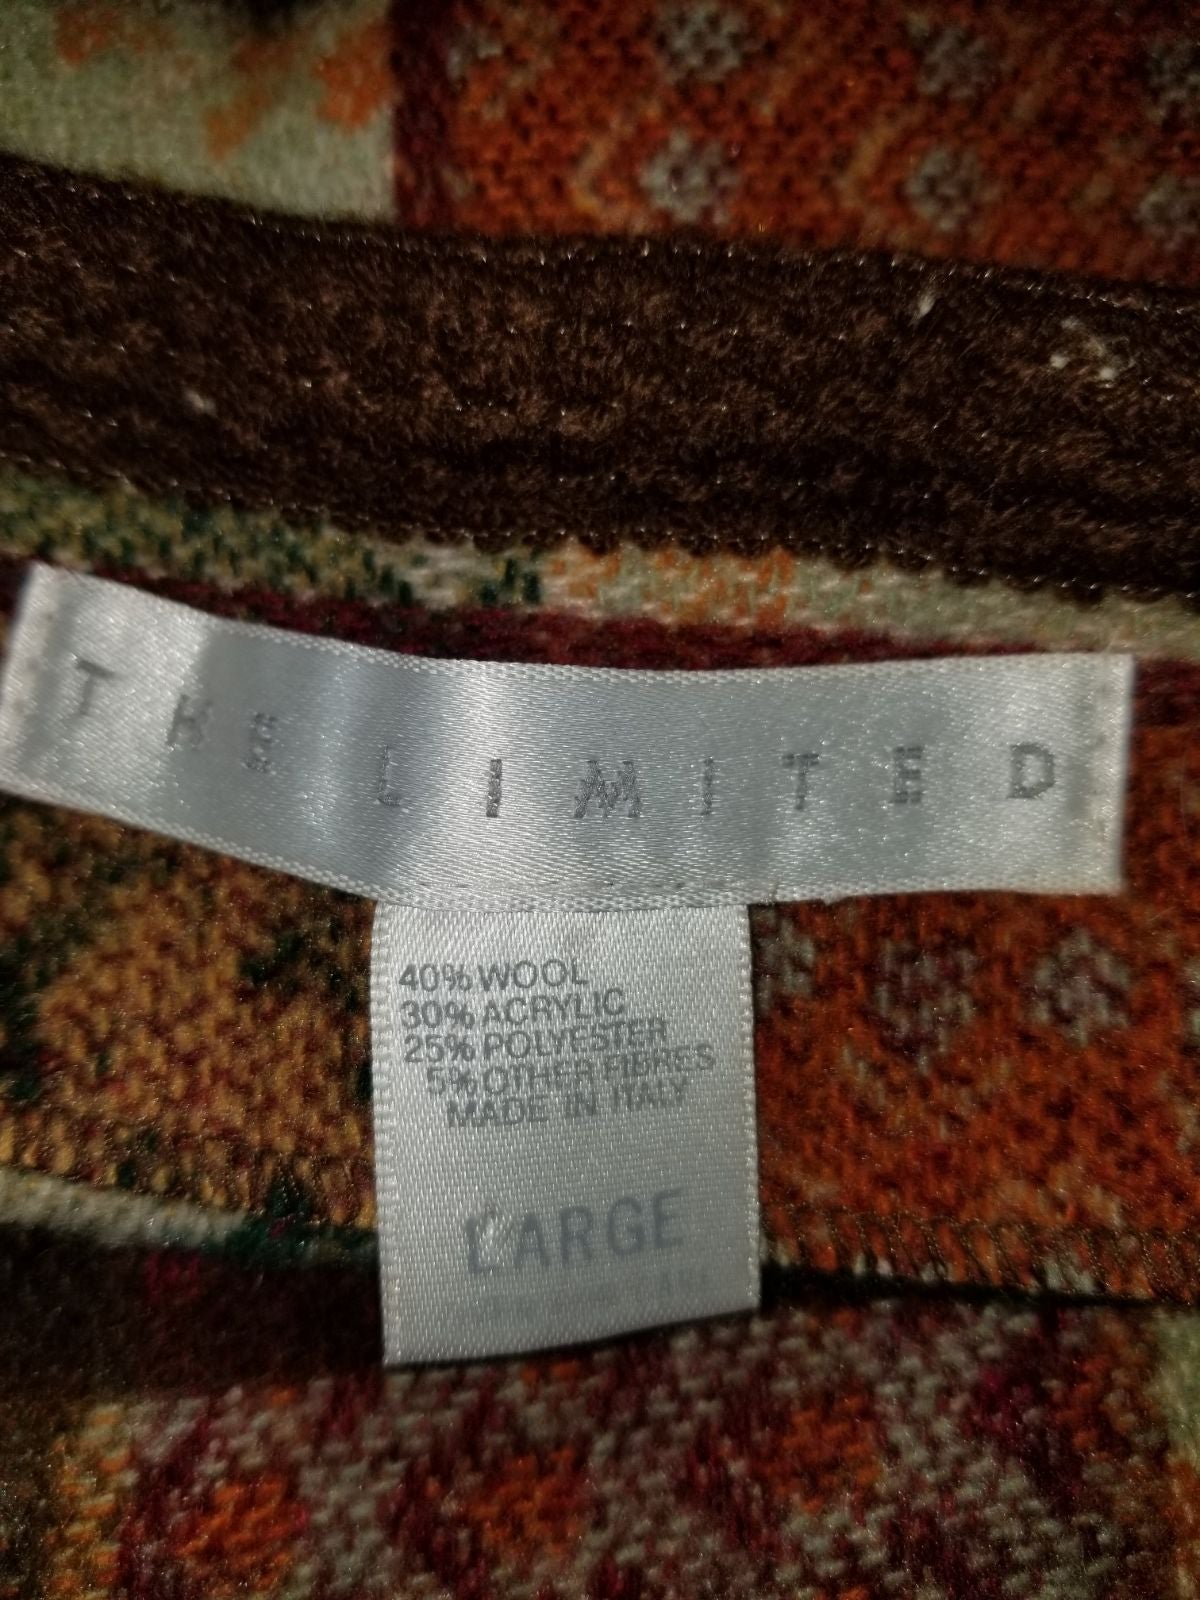 THE LIMITED
40% WOOL
30% ACRYLIC
25% POLYESTER
5% OTHER FIBRES
MADE IN ITALY
LARGE